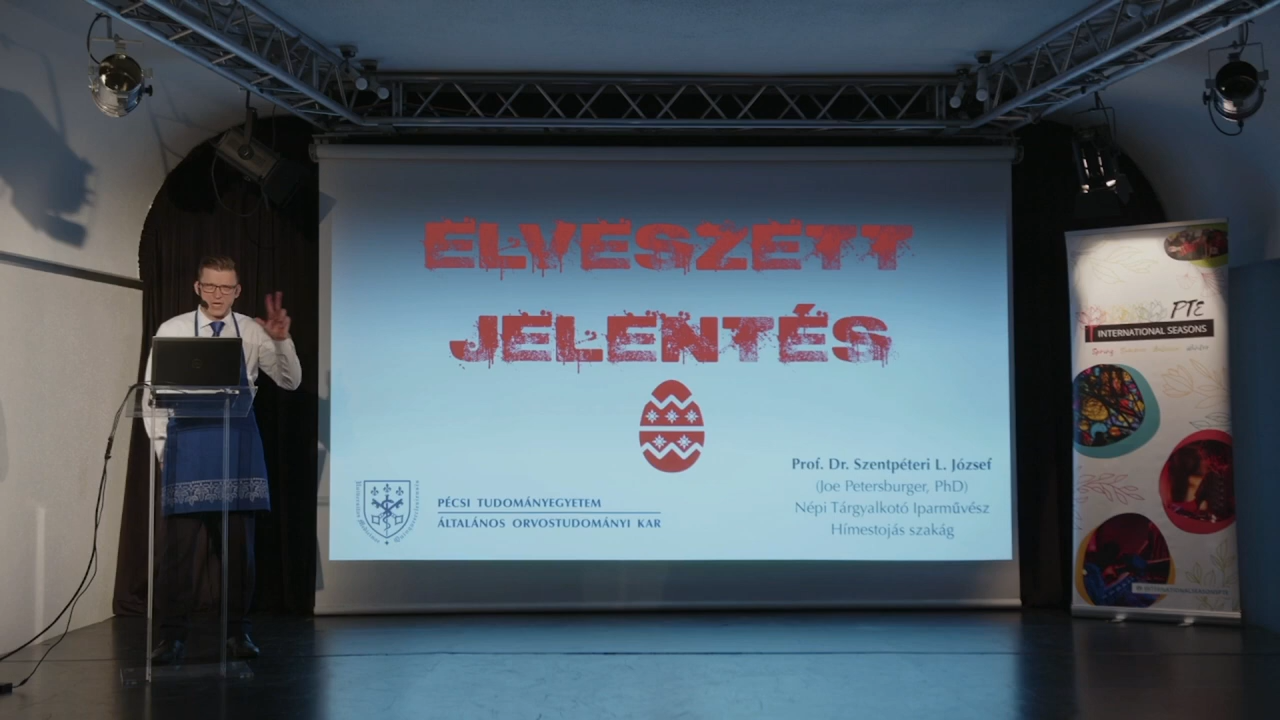 ELVESZETT
JELENTÉS
Prof. Dr. Szentpéteri L. József
(Joe Petersburger, PhD)
Népi Tárgyalkotó Iparművész
Hímestojás szakág
PÉCSI TUDOMÁNYEGYETEM
ÁLTALÁNOS ORVOSTUDOMÁNYI KAR
PTE
INTERNATIONAL SEASONS
Spring